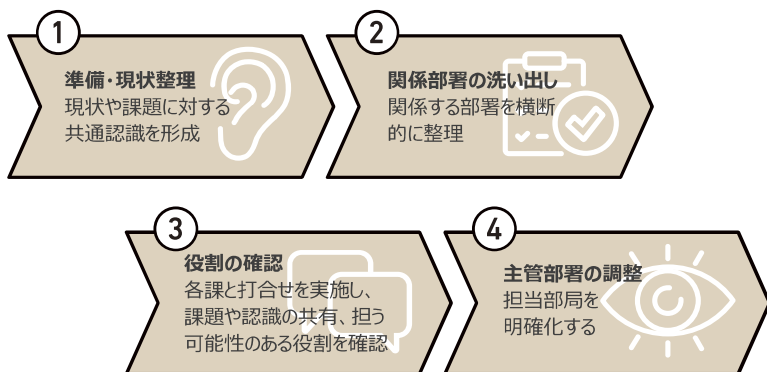 1
準備・現状整理
現状や課題に対する
共通認識を形成
2
関係部署の洗い出し
関係する部署を横断
的に整理
3
役割の確認
各課と打合せを実施し、
課題や認識の共有、担う
可能性のある役割を確認
4
主管部署の調整
担当部局を
明確化する